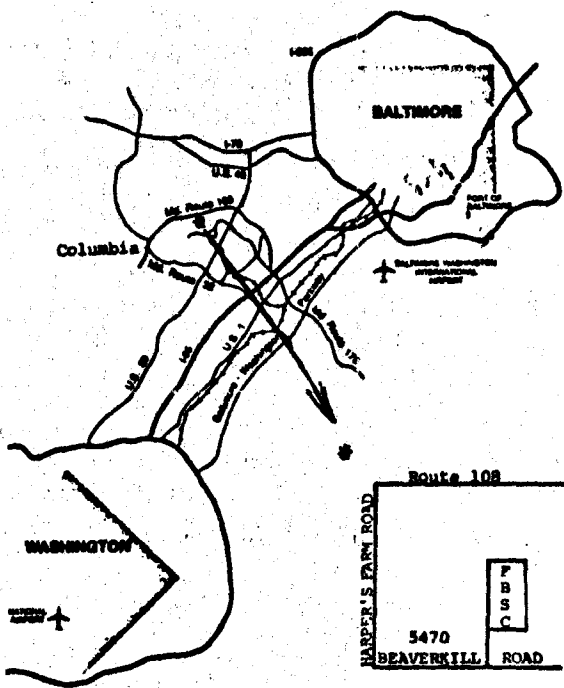 I-695
BALTIMORE
I-70
U.S. 40
PORT OF
BALTIMORE
Md. Route 108
Columbia
BALTIMORE WASHINGTON
INTERNATIONAL
AIRPORT
Md. Route 32
Parkway
Md. Route 175
U.S. 29
I-95
U.S. 1
Baltimore - Washington
WASHINGTON
NATIONAL
AIRPORT
Route 108
HARPER'S FARM ROAD
F
B
S
C
5470
BEAVERKILL ROAD